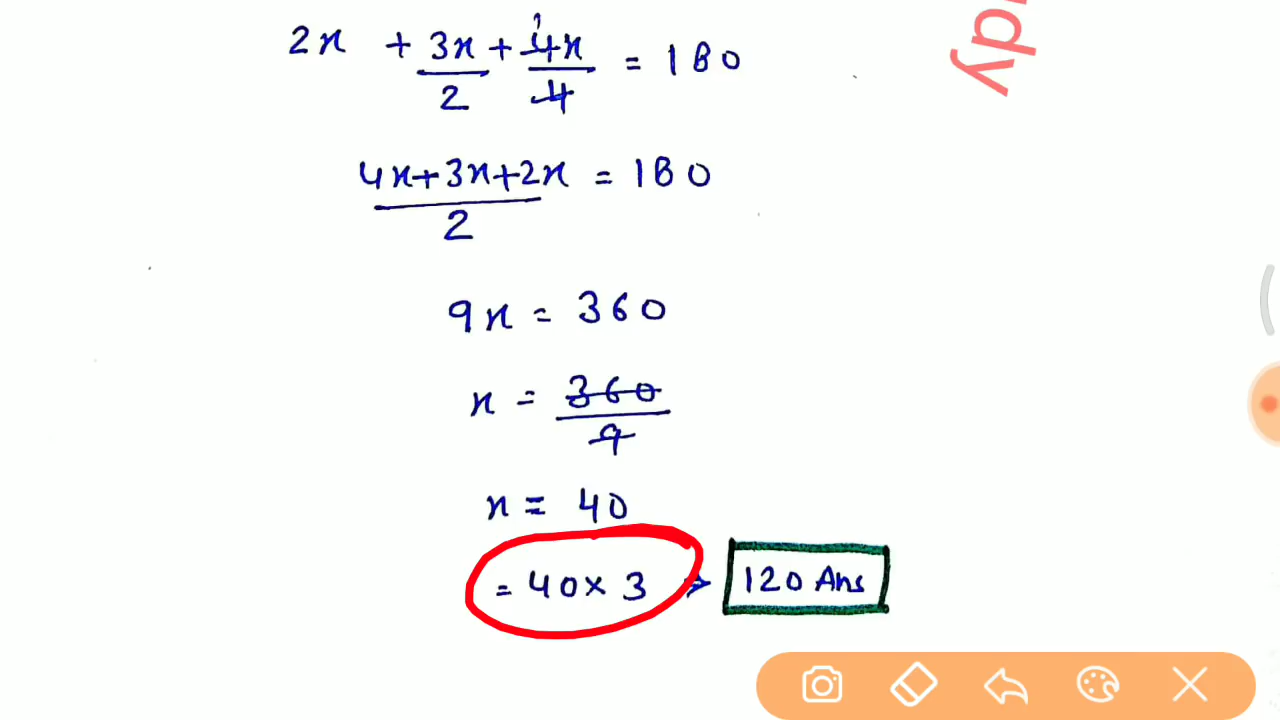 2x + 3x/2 + 4x/4 = 180
4x+3x+2x/2 = 180
9x = 360
x = 360/9
x = 40
= 40 x 3 => 120 Ans
dy